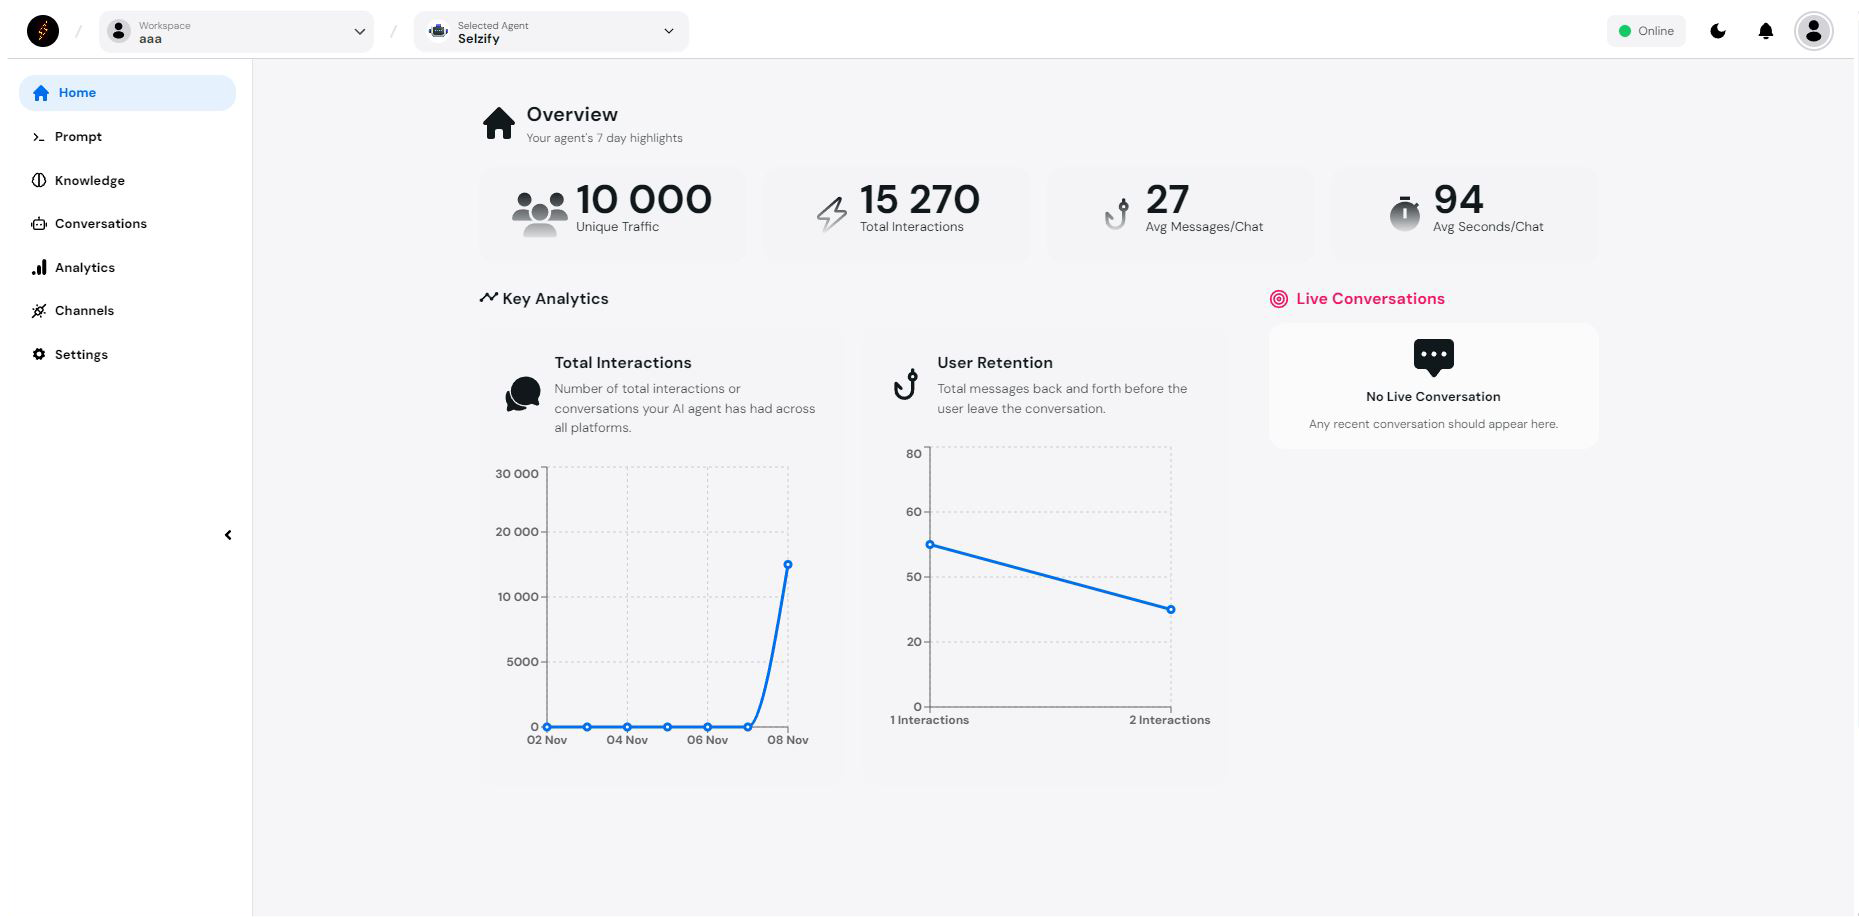 Workspace
aaa
Selected Agent
Selzify
Online
Home
Prompt
Knowledge
Conversations
Analytics
Channels
Settings
Overview
Your agent's 7 day highlights
10 000
Unique Traffic
15 270
Total Interactions
27
Avg Messages/Chat
94
Avg Seconds/Chat
Key Analytics
Total Interactions
Number of total interactions or
conversations your AI agent has had across
all platforms.
30 000
20 000
10 000
5000
0
02 Nov 04 Nov 06 Nov 08 Nov
User Retention
Total messages back and forth before the
user leave the conversation.
80
60
50
20
0
1 Interactions 2 Interactions
Live Conversations
No Live Conversation
Any recent conversation should appear here.